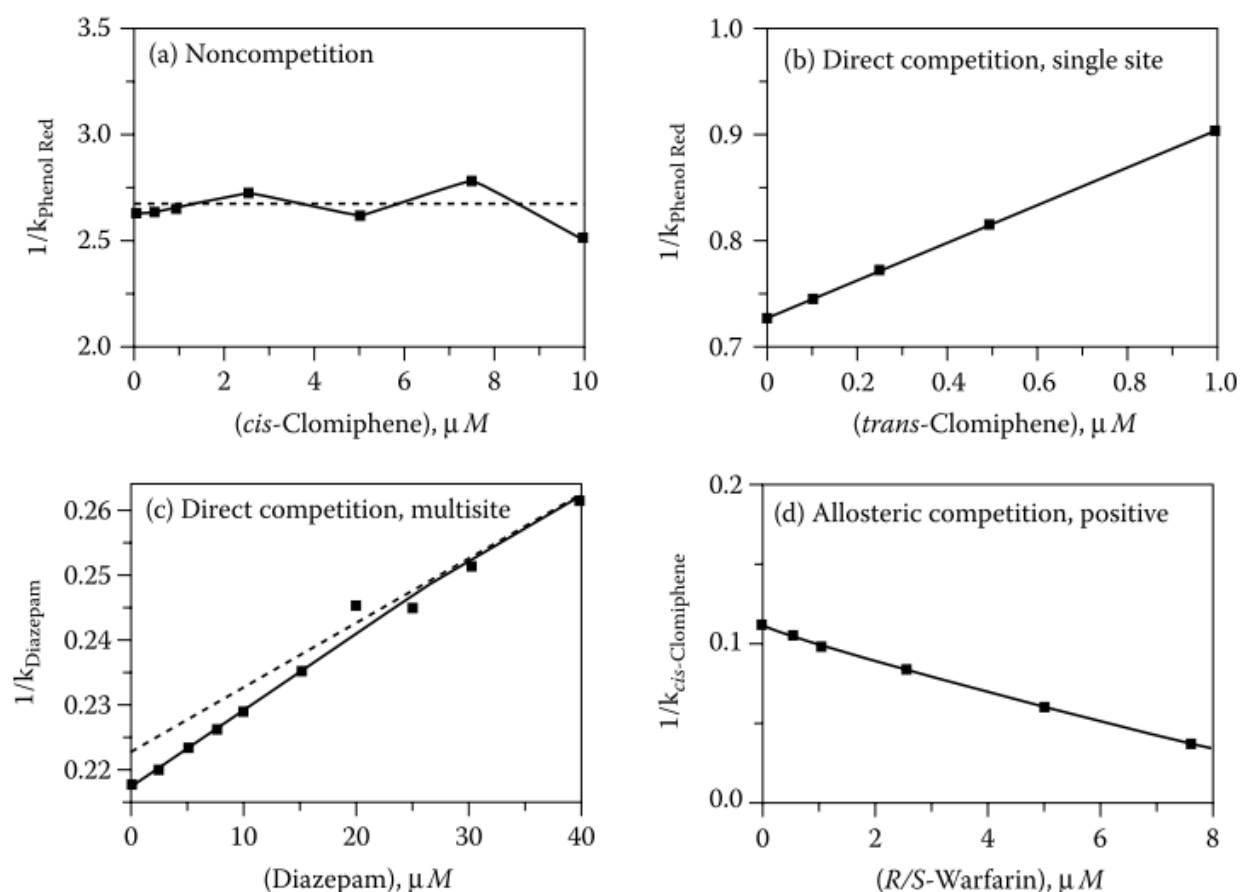 (a) Noncompetition
3.5
3.0
2.5
2.0
1/kPhenol Red
0 2 4 6 8 10
(cis-Clomiphene), μ M
(b) Direct competition, single site
1.0
0.9
0.8
0.7
1/kPhenol Red
0 0.2 0.4 0.6 0.8 1.0
(trans-Clomiphene), μ M
(c) Direct competition, multisite
0.26
0.25
0.24
0.23
0.22
1/kDiazepam
0 10 20 30 40
(Diazepam), μ M
(d) Allosteric competition, positive
0.2
0.1
0.0
1/kcis-Clomiphene
0 2 4 6 8
(R/S-Warfarin), μ M